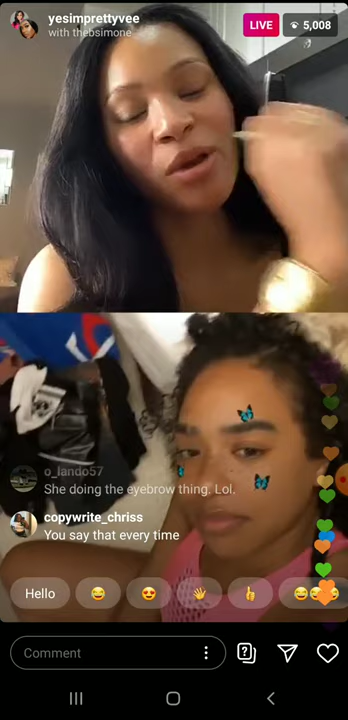 yesimprettyvee
with thebsimone
LIVE
5,008
o_lando57
She doing the eyebrow thing. Lol.
copywrite_chriss
You say that every time
Hello
Comment